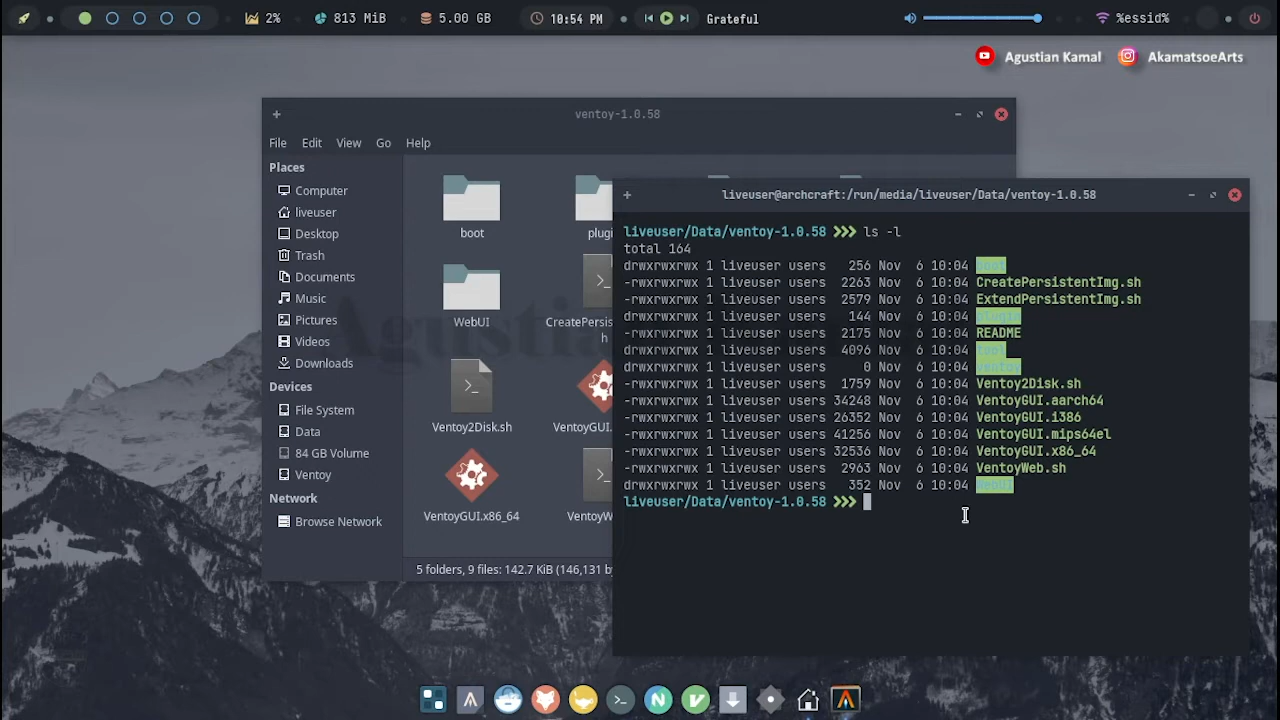 2%
813 MiB
5.00 GB
10:54 PM
Grateful
%essid%
Agustian Kamal
AkamatsoeArts
ventoy-1.0.58
File Edit View Go Help
Places
Computer
liveuser
Desktop
Trash
Documents
Music
Pictures
Videos
Downloads
Devices
File System
Data
84 GB Volume
Ventoy
Network
Browse Network
boot
plugi
WebUI
CreatePersis
h
Ventoy2Disk.sh
VentoyGUI.
VentoyGUI.x86_64
VentoyW
5 folders, 9 files: 142.7 KiB (146,131 by
liveuser@archcraft:/run/media/liveuser/Data/ventoy-1.0.58
liveuser/Data/ventoy-1.0.58 ❯❯❯ ls -l
total 164
drwxrwxrwx 1 liveuser users 256 Nov 6 10:04 boot
-rwxrwxrwx 1 liveuser users 2263 Nov 6 10:04 CreatePersistentImg.sh
-rwxrwxrwx 1 liveuser users 2579 Nov 6 10:04 ExtendPersistentImg.sh
drwxrwxrwx 1 liveuser users 144 Nov 6 10:04 plugin
-rwxrwxrwx 1 liveuser users 2175 Nov 6 10:04 README
drwxrwxrwx 1 liveuser users 4096 Nov 6 10:04 tool
drwxrwxrwx 1 liveuser users 0 Nov 6 10:04 ventoy
-rwxrwxrwx 1 liveuser users 1759 Nov 6 10:04 Ventoy2Disk.sh
-rwxrwxrwx 1 liveuser users 34248 Nov 6 10:04 VentoyGUI.aarch64
-rwxrwxrwx 1 liveuser users 26352 Nov 6 10:04 VentoyGUI.i386
-rwxrwxrwx 1 liveuser users 41256 Nov 6 10:04 VentoyGUI.mips64el
-rwxrwxrwx 1 liveuser users 32536 Nov 6 10:04 VentoyGUI.x86_64
-rwxrwxrwx 1 liveuser users 2963 Nov 6 10:04 VentoyWeb.sh
drwxrwxrwx 1 liveuser users 352 Nov 6 10:04 WebUI
liveuser/Data/ventoy-1.0.58 ❯❯❯